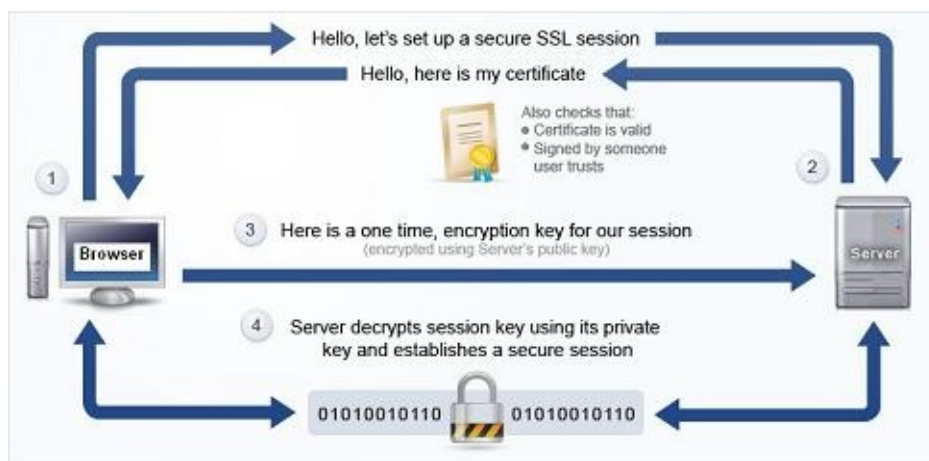 Hello, let's set up a secure SSL session
Hello, here is my certificate
Also checks that:
• Certificate is valid
• Signed by someone
user trusts
1
2
3 Here is a one time, encryption key for our session
(encrypted using Server's public key)
Browser
Server
4 Server decrypts session key using its private
key and establishes a secure session
01010010110 01010010110